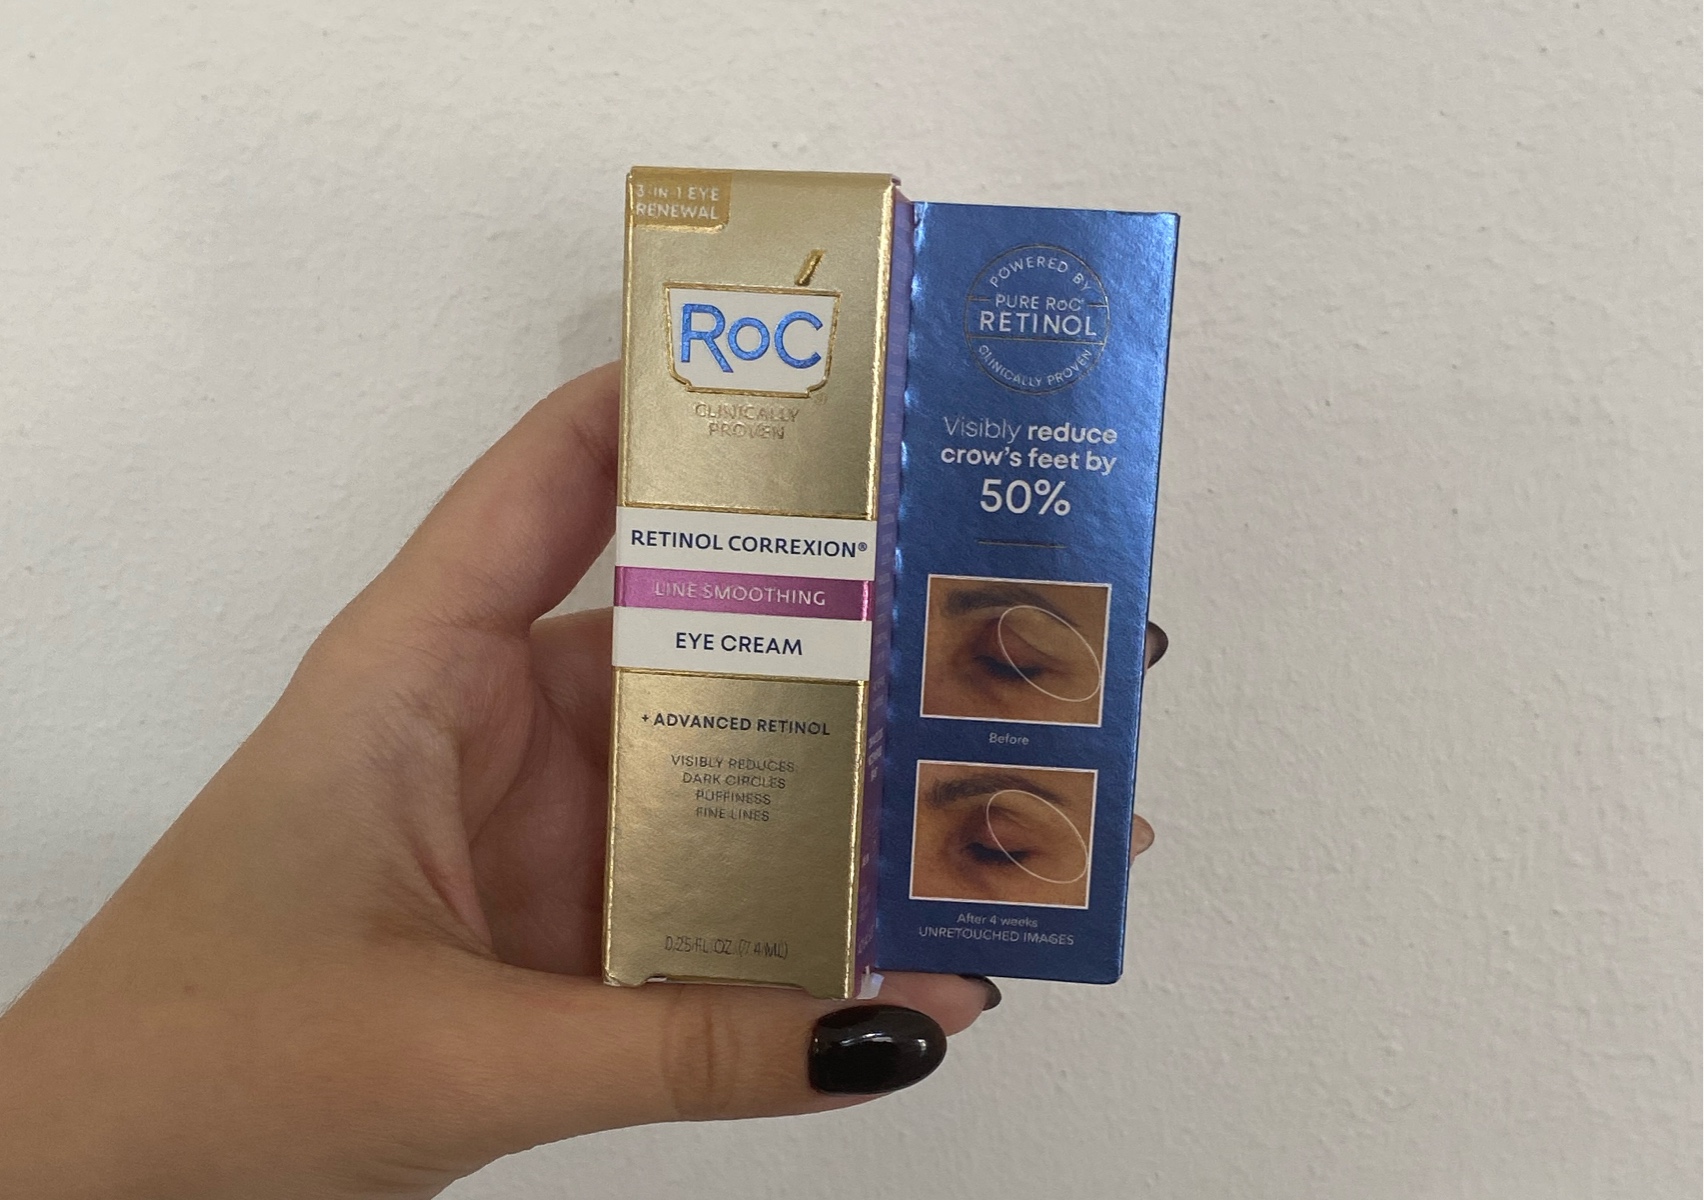 3-IN-1 EYE
RENEWAL
RoC
CLINICALLY
PROVEN
RETINOL CORREXION®
LINE SMOOTHING
EYE CREAM
+ ADVANCED RETINOL
VISIBLY REDUCES
DARK CIRCLES
PUFFINESS
FINE LINES
0.25 FL. OZ. (7.4 ML)
POWERED BY
PURE RoC®
RETINOL
CLINICALLY PROVEN
Visibly reduce
crow's feet by
50%
Before
After 4 weeks
UNRETOUCHED IMAGES